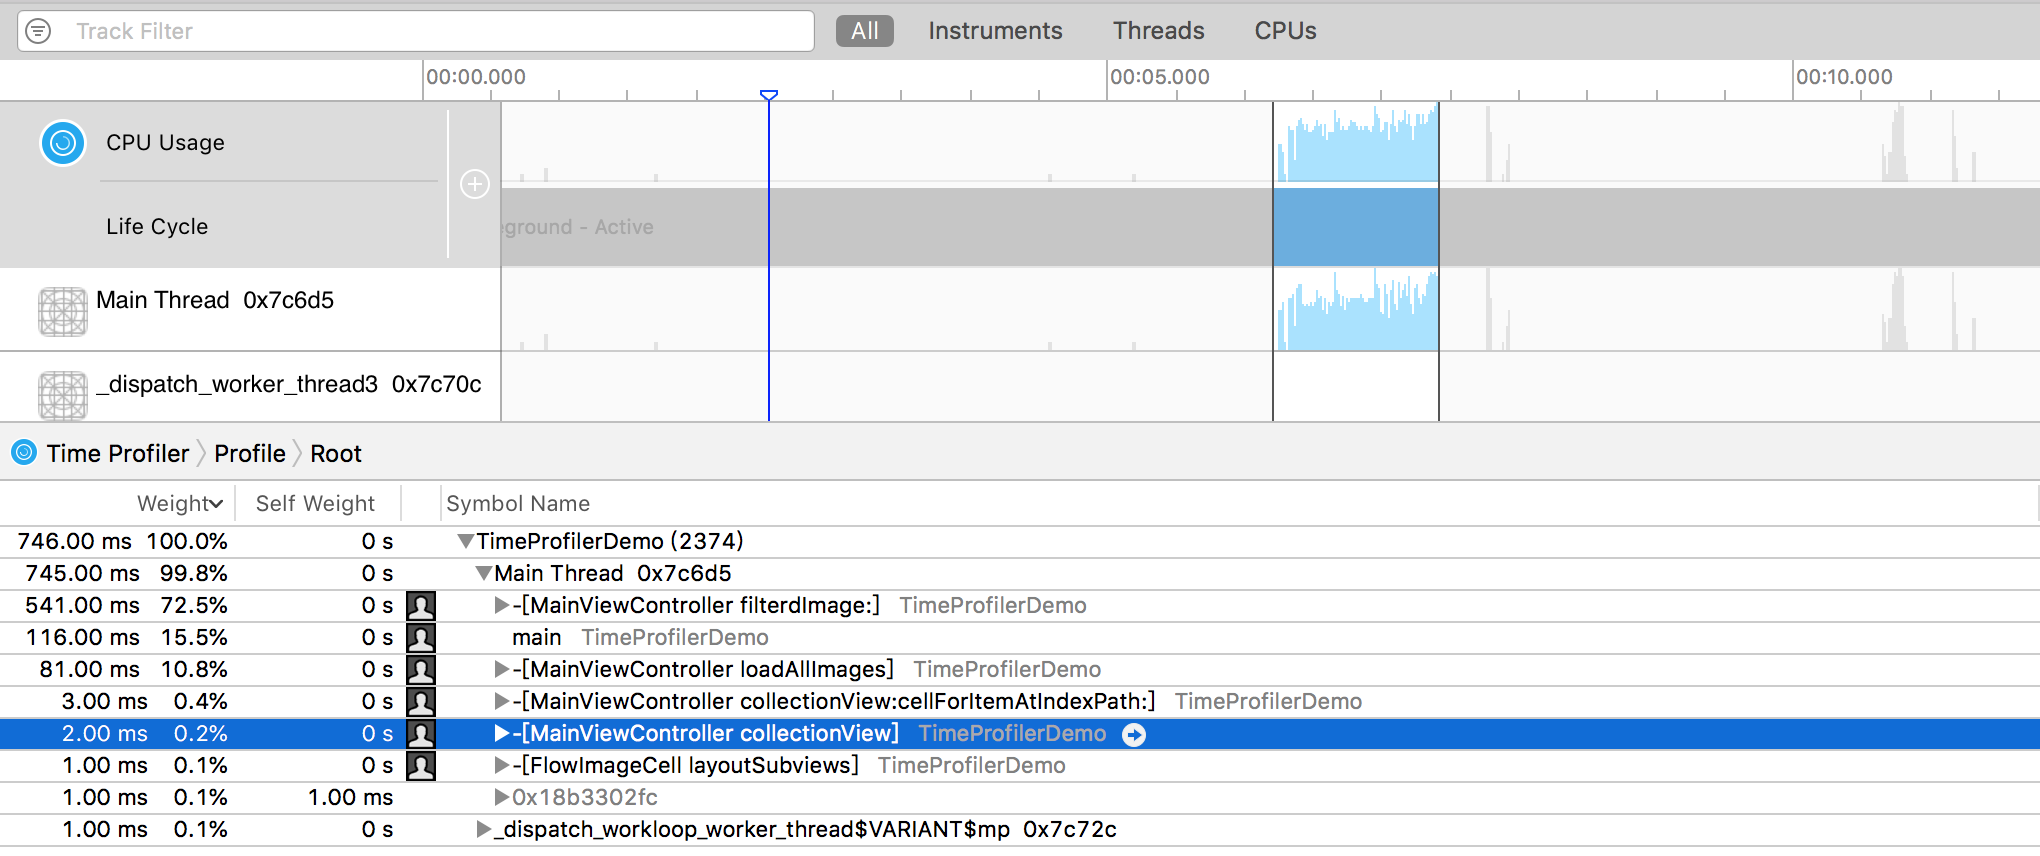 Track Filter All Instruments Threads CPUs
00:00.000 00:05.000 00:10.000
CPU Usage
Life Cycle ground - Active
Main Thread 0x7c6d5
_dispatch_worker_thread3 0x7c70c
Time Profiler Profile Root
Weight Self Weight Symbol Name
746.00 ms 100.0% 0 s TimeProfilerDemo (2374)
745.00 ms 99.8% 0 s Main Thread 0x7c6d5
541.00 ms 72.5% 0 s -[MainViewController filterdImage:] TimeProfilerDemo
116.00 ms 15.5% 0 s main TimeProfilerDemo
81.00 ms 10.8% 0 s -[MainViewController loadAllImages] TimeProfilerDemo
3.00 ms 0.4% 0 s -[MainViewController collectionView:cellForItemAtIndexPath:] TimeProfilerDemo
2.00 ms 0.2% 0 s -[MainViewController collectionView] TimeProfilerDemo
1.00 ms 0.1% 0 s -[FlowImageCell layoutSubviews] TimeProfilerDemo
1.00 ms 0.1% 1.00 ms 0x18b3302fc
1.00 ms 0.1% 0 s _dispatch_workloop_worker_thread$VARIANT$mp 0x7c72c